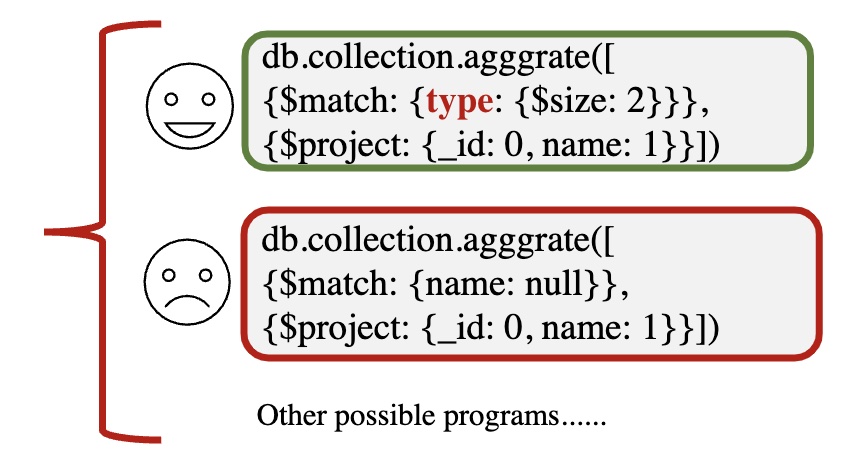 db.collection.agggrate([
{$match: {type: {$size: 2}}},
{$project: {_id: 0, name: 1}}])
db.collection.agggrate([
{$match: {name: null}},
{$project: {_id: 0, name: 1}}])
Other possible programs......